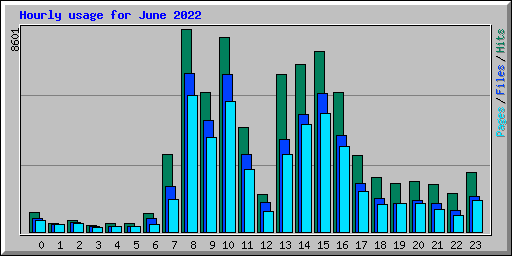 Hourly usage for June 2022
8601
Pages / Files / Hits
0 1 2 3 4 5 6 7 8 9 10 11 12 13 14 15 16 17 18 19 20 21 22 23